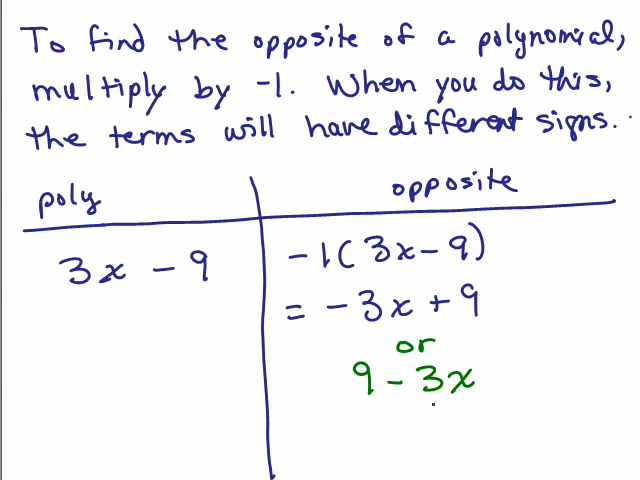 To find the opposite of a polynomial,
multiply by -1. When you do this,
the terms will have different signs.
poly
opposite
3x - 9
-1(3x - 9)
= -3x + 9
or
9 - 3x